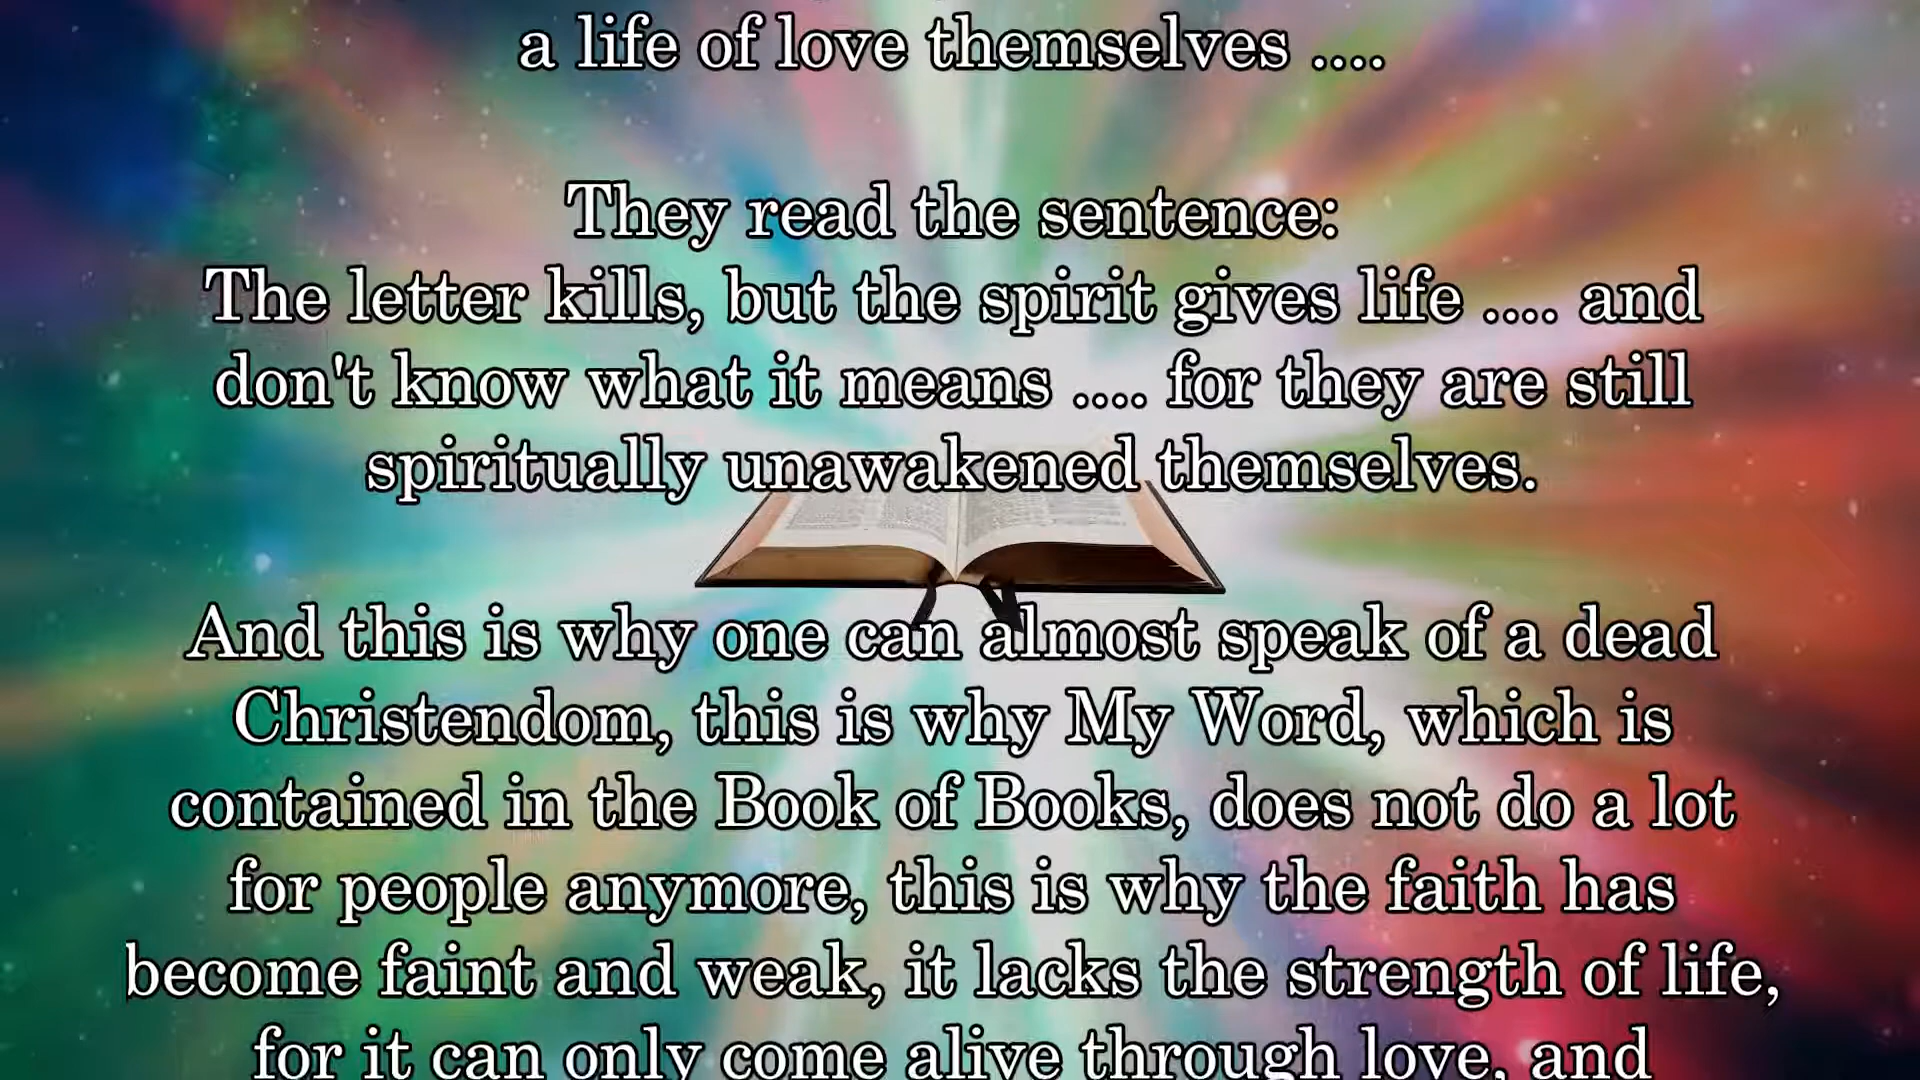 a life of love themselves ....
They read the sentence:
The letter kills, but the spirit gives life .... and
don't know what it means .... for they are still
spiritually unawakened themselves.
And this is why one can almost speak of a dead
Christendom, this is why My Word, which is
contained in the Book of Books, does not do a lot
for people anymore, this is why the faith has
become faint and weak, it lacks the strength of life,
for it can only come alive through love, and